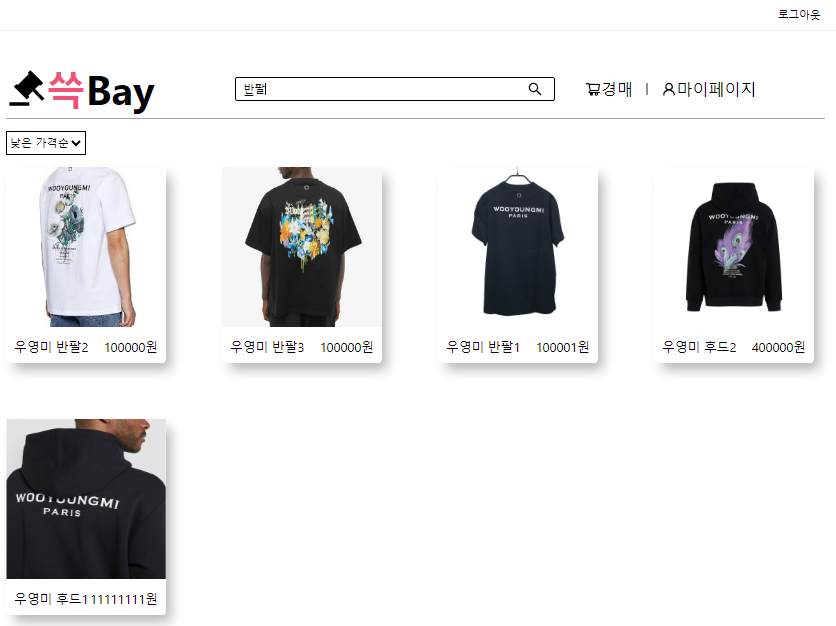 로그아웃
쓱Bay
반팔
경매 | 마이페이지
낮은 가격순
WOOYOUNGMI
PARIS
WOOYOUNGMI
PARIS
WOOYOUNGMI
PARIS
우영미 반팔2 100000원
우영미 반팔3 100000원
우영미 반팔1 100001원
우영미 후드2 400000원
WOOYOUNGMI
PARIS
우영미 후드1 11111111원